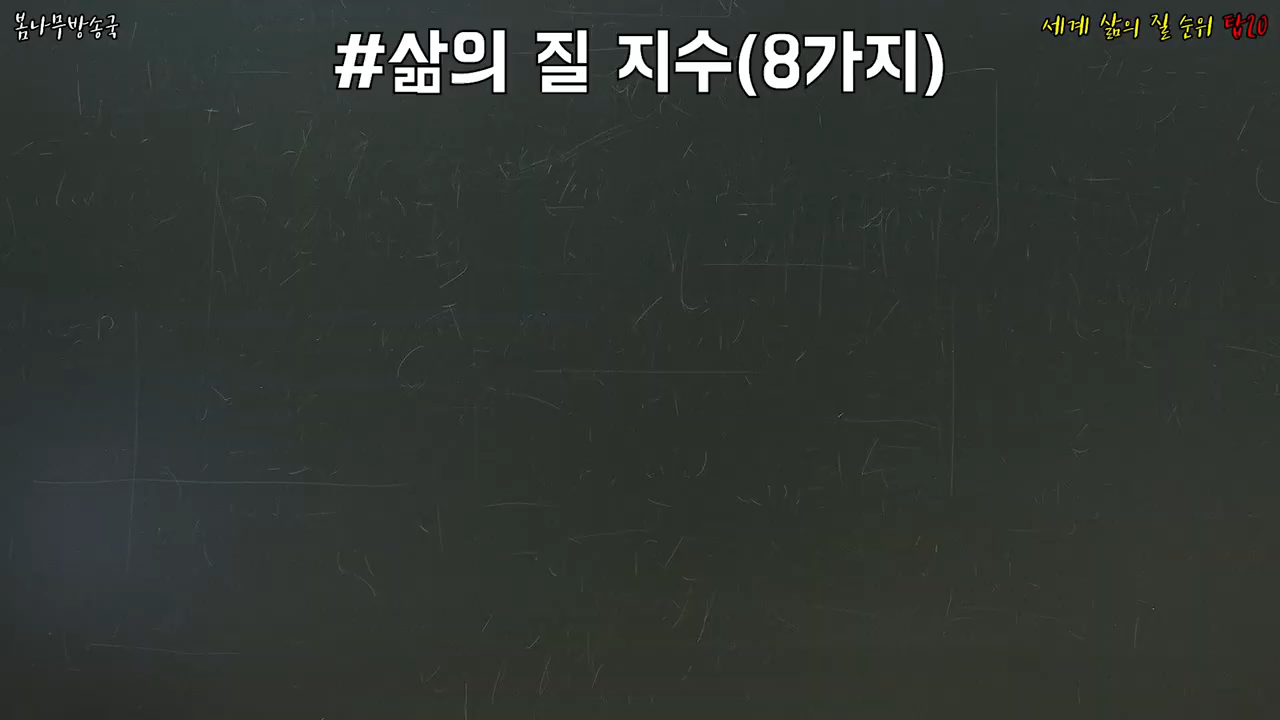 봄나무방송국
세계 삶의 질 순위 탑20
#삶의 질 지수(8가지)